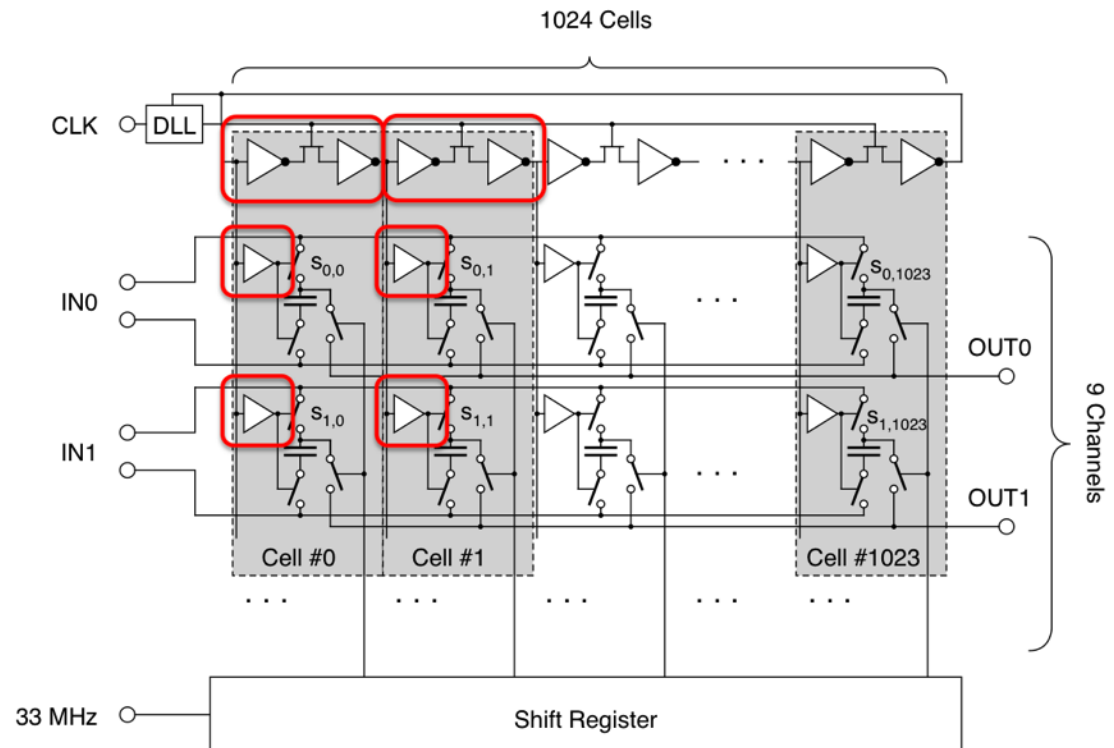 1024 Cells
CLK
DLL
. . .
IN0
S0,0
S0,1
. . .
S0,1023
OUT0
IN1
S1,0
S1,1
. . .
S1,1023
OUT1
9 Channels
Cell #0
Cell #1
Cell #1023
. . .
. . .
. . .
. . .
. . .
33 MHz
Shift Register